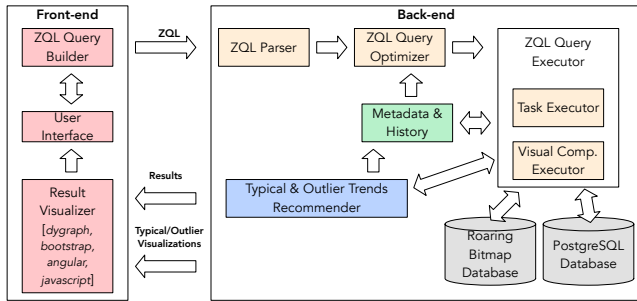 Front-end
Back-end
ZQL Query
Builder
ZQL
ZQL Parser
ZQL Query
Optimizer
ZQL Query
Executor
User
Interface
Metadata &
History
Task Executor
Visual Comp.
Executor
Result
Visualizer
[dygraph,
bootstrap,
angular,
javascript]
Results
Typical & Outlier Trends
Recommender
Typical/Outlier
Visualizations
Roaring
Bitmap
Database
PostgreSQL
Database